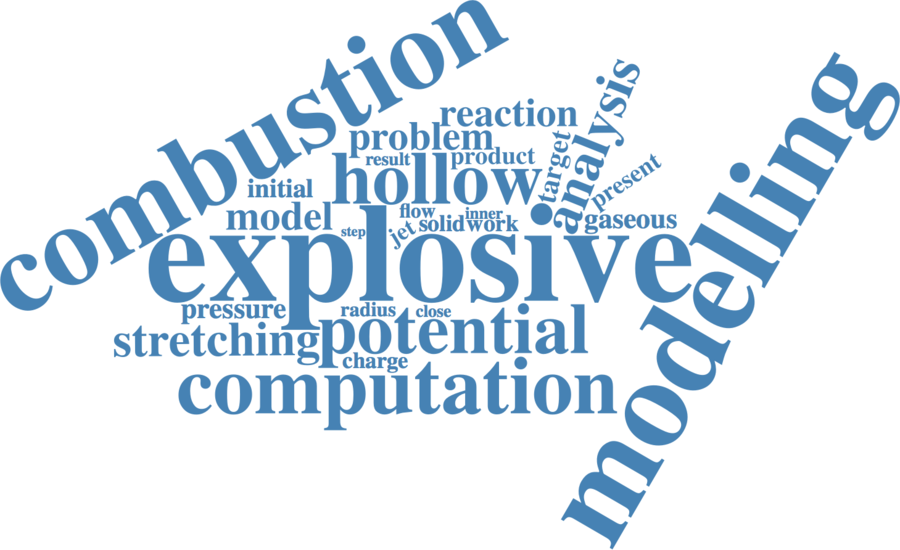 combustion
modelling
reaction
analysis
problem
target
result
product
hollow
present
initial
model
flow
inner
step
jet
solid
work
gaseous
explosive
pressure
radius
close
stretching
potential
charge
computation